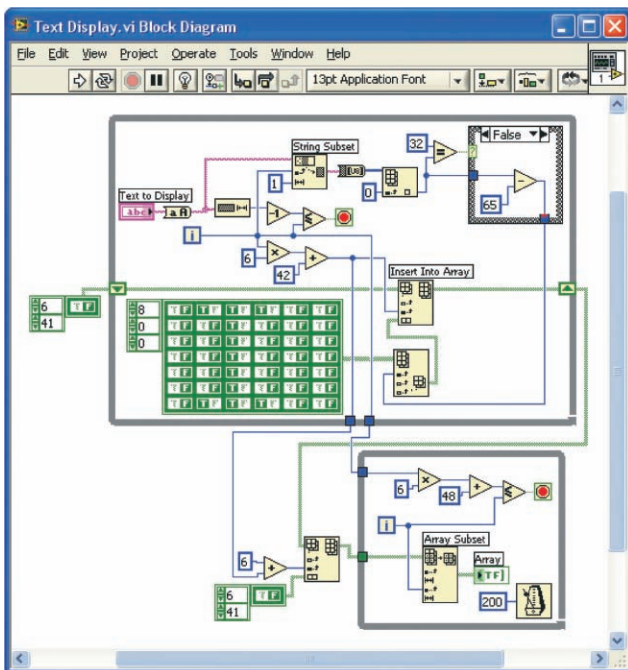 Text Display.vi Block Diagram
File Edit View Project Operate Tools Window Help
13pt Application Font
1
String Subset
32
False
?
1
0
65
Text to Display
abc
a A
-1
i
6
42
Insert Into Array
6
41
T F
8
0
0
T F T F T F T F T F T F
T F T F T F T F T F T F
T F T F T F T F T F T F
T F T F T F T F T F T F
T F T F T F T F T F T F
T F T F T F T F T F T F
T F T F T F T F T F T F
6
48
i
Array Subset
Array
TF
6
6
41
T F
200